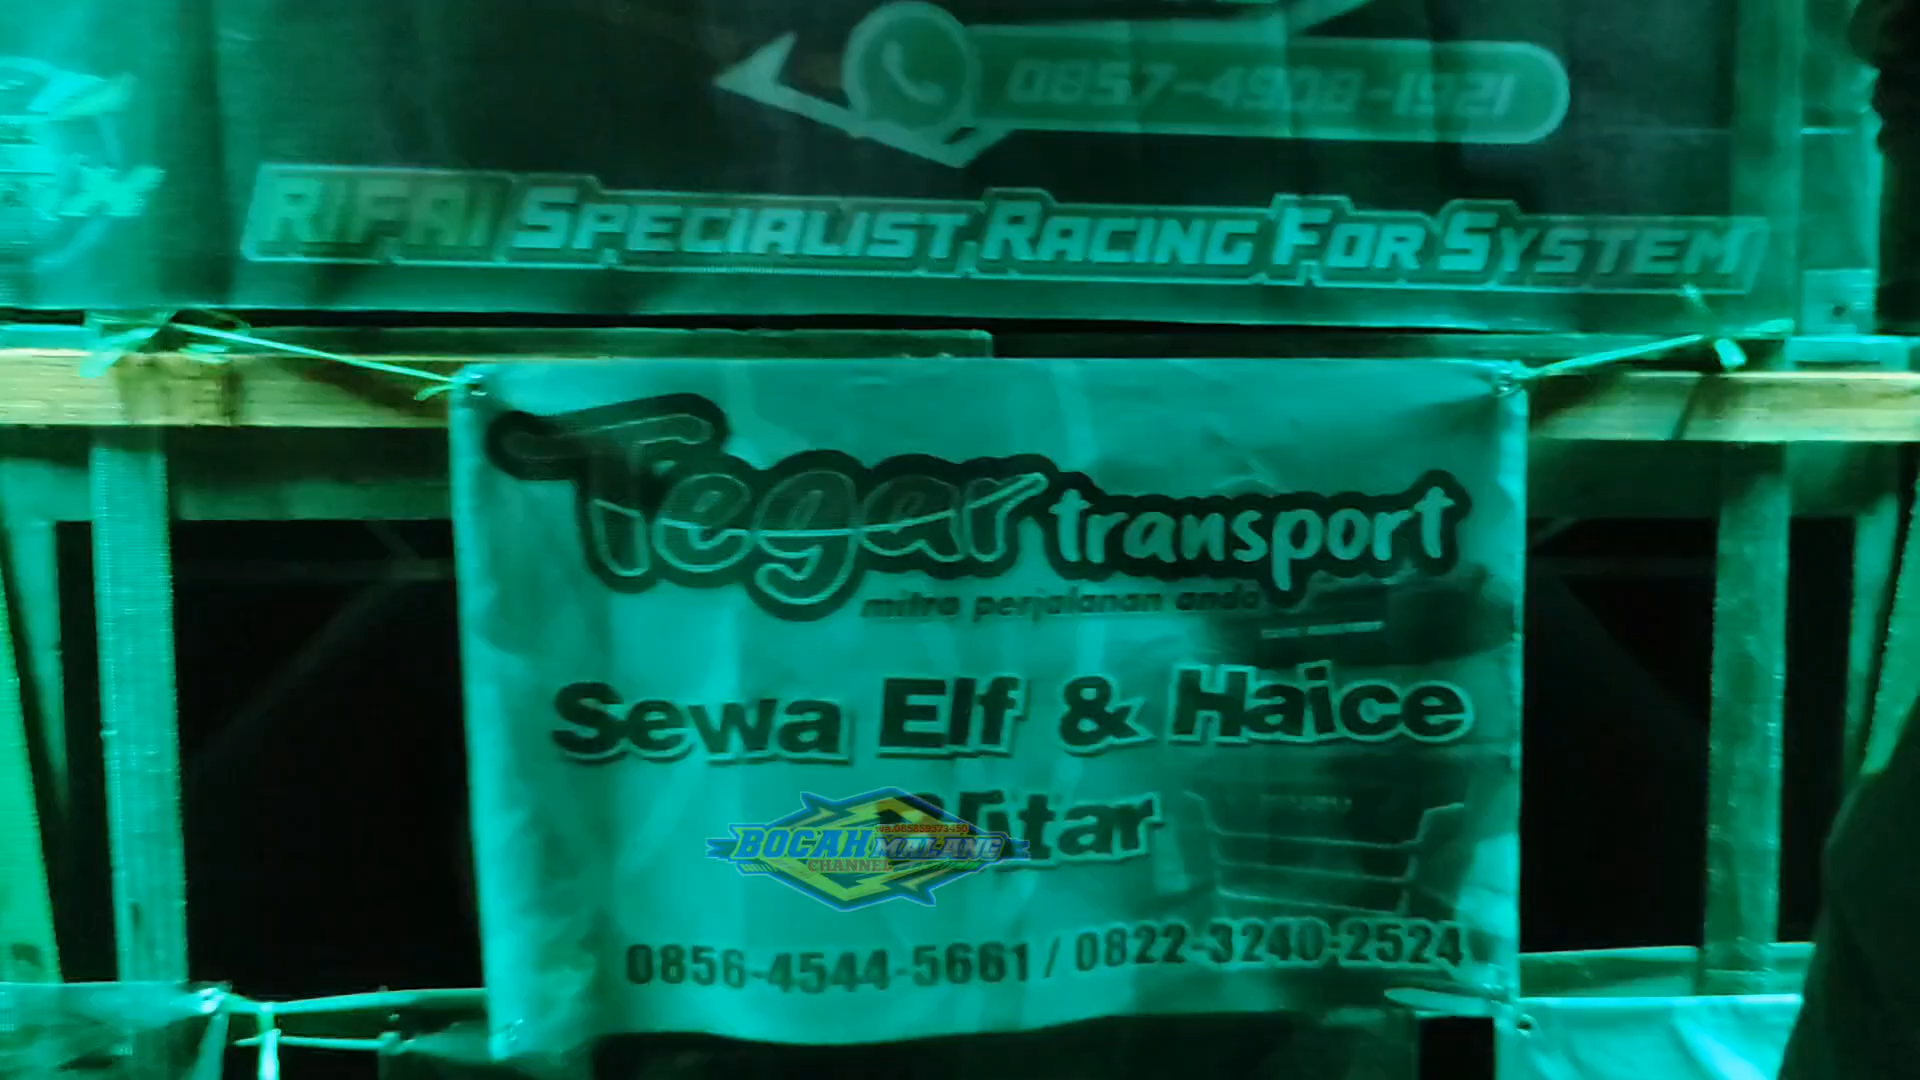 0857-4908-1921
RIFAI SPECIALIST RACING FOR SYSTEM
Tegar transport
mitra perjalanan anda
Sewa Elf & Haice
Blitar
BOCAH MALANG
CHANNEL
0856-4544-5661 / 0822-3240-2524